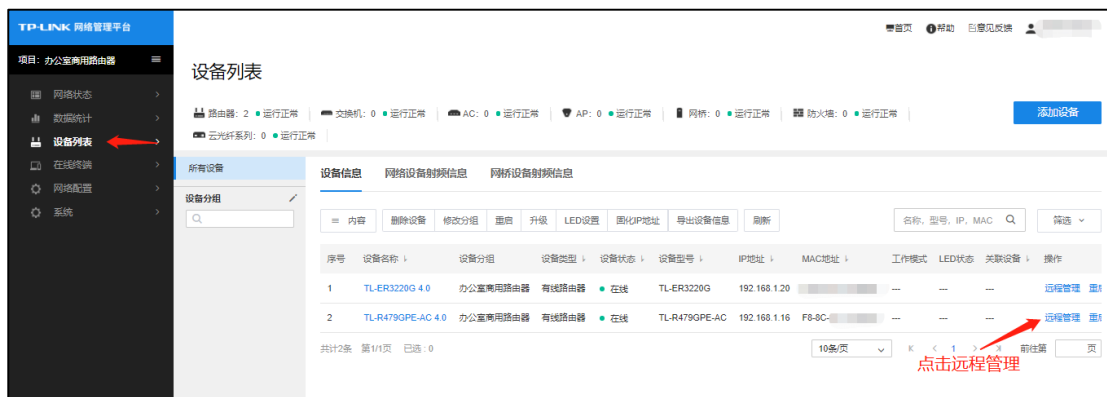 TP-LINK 网络管理平台
首页 帮助 意见反馈
项目：办公室商用路由器
设备列表
网络状态
数据统计
设备列表
在线终端
网络配置
系统
路由器：2 运行正常 交换机：0 运行正常 AC：0 运行正常 AP：0 运行正常 网桥：0 运行正常 防火墙：0 运行正常
云光纤系列：0 运行正常
添加设备
所有设备
设备分组
设备信息 网络设备射频信息 网桥设备射频信息
内容 删除设备 修改分组 重启 升级 LED设置 固化IP地址 导出设备信息 刷新 名称，型号，IP，MAC 筛选
序号 设备名称 设备分组 设备类型 设备状态 设备型号 IP地址 MAC地址 工作模式 LED状态 关联设备 操作
1 TL-ER3220G 4.0 办公室商用路由器 有线路由器 在线 TL-ER3220G 192.168.1.20 --- --- --- 远程管理
2 TL-R479GPE-AC 4.0 办公室商用路由器 有线路由器 在线 TL-R479GPE-AC 192.168.1.16 F8-8C- --- --- --- 远程管理
共计2条 第1/1页 已选：0 10条/页 1 前往第 页
点击远程管理